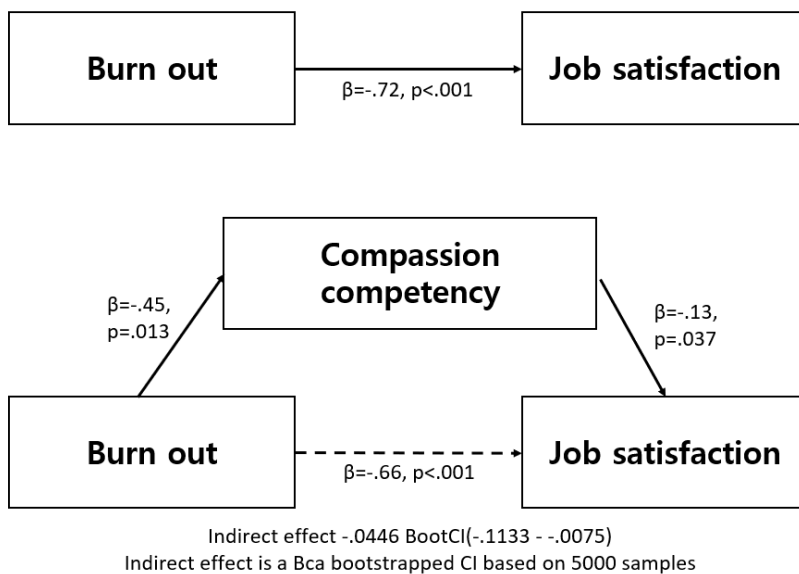 Burn out
Job satisfaction
β=-.72, p<.001
Compassion
competency
β=-.45,
p=.013
β=-.13,
p=.037
Burn out
Job satisfaction
β=-.66, p<.001
Indirect effect -.0446 BootCI(-.1133 - -.0075)
Indirect effect is a Bca bootstrapped CI based on 5000 samples